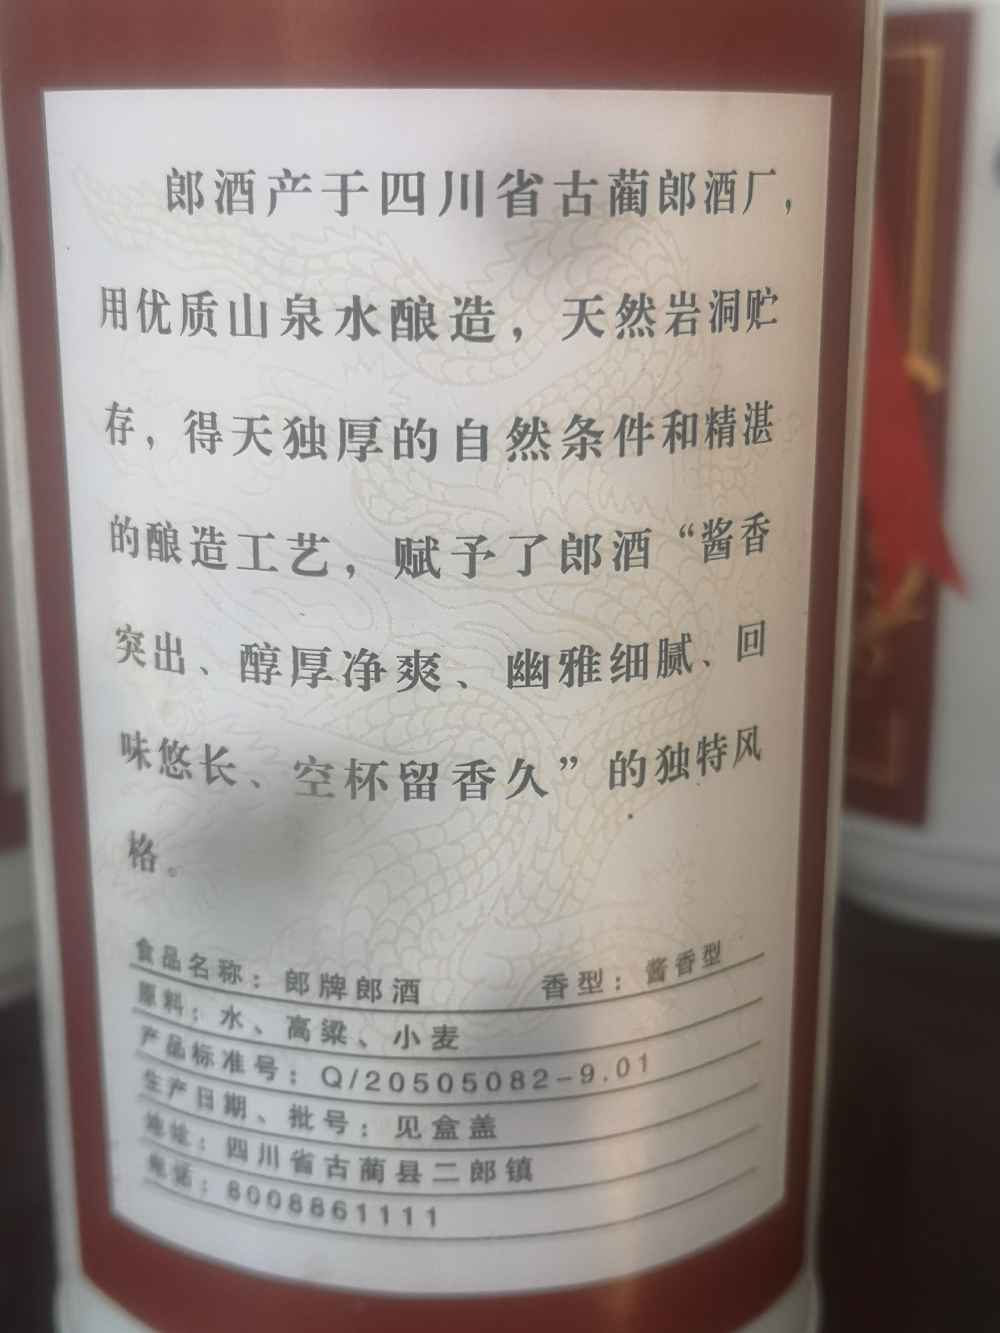 郎酒产于四川省古蔺郎酒厂，
用优质山泉水酿造，天然岩洞贮
存，得天独厚的自然条件和精湛
的酿造工艺，赋予了郎酒“酱香
突出、醇厚净爽、幽雅细腻、回
味悠长、空杯留香久”的独特风
格。
食品名称：郎牌郎酒 香型：酱香型
原料：水、高粱、小麦
产品标准号：Q/20505082-9.01
生产日期、批号：见盒盖
地址：四川省古蔺县二郎镇
电话：8008861111